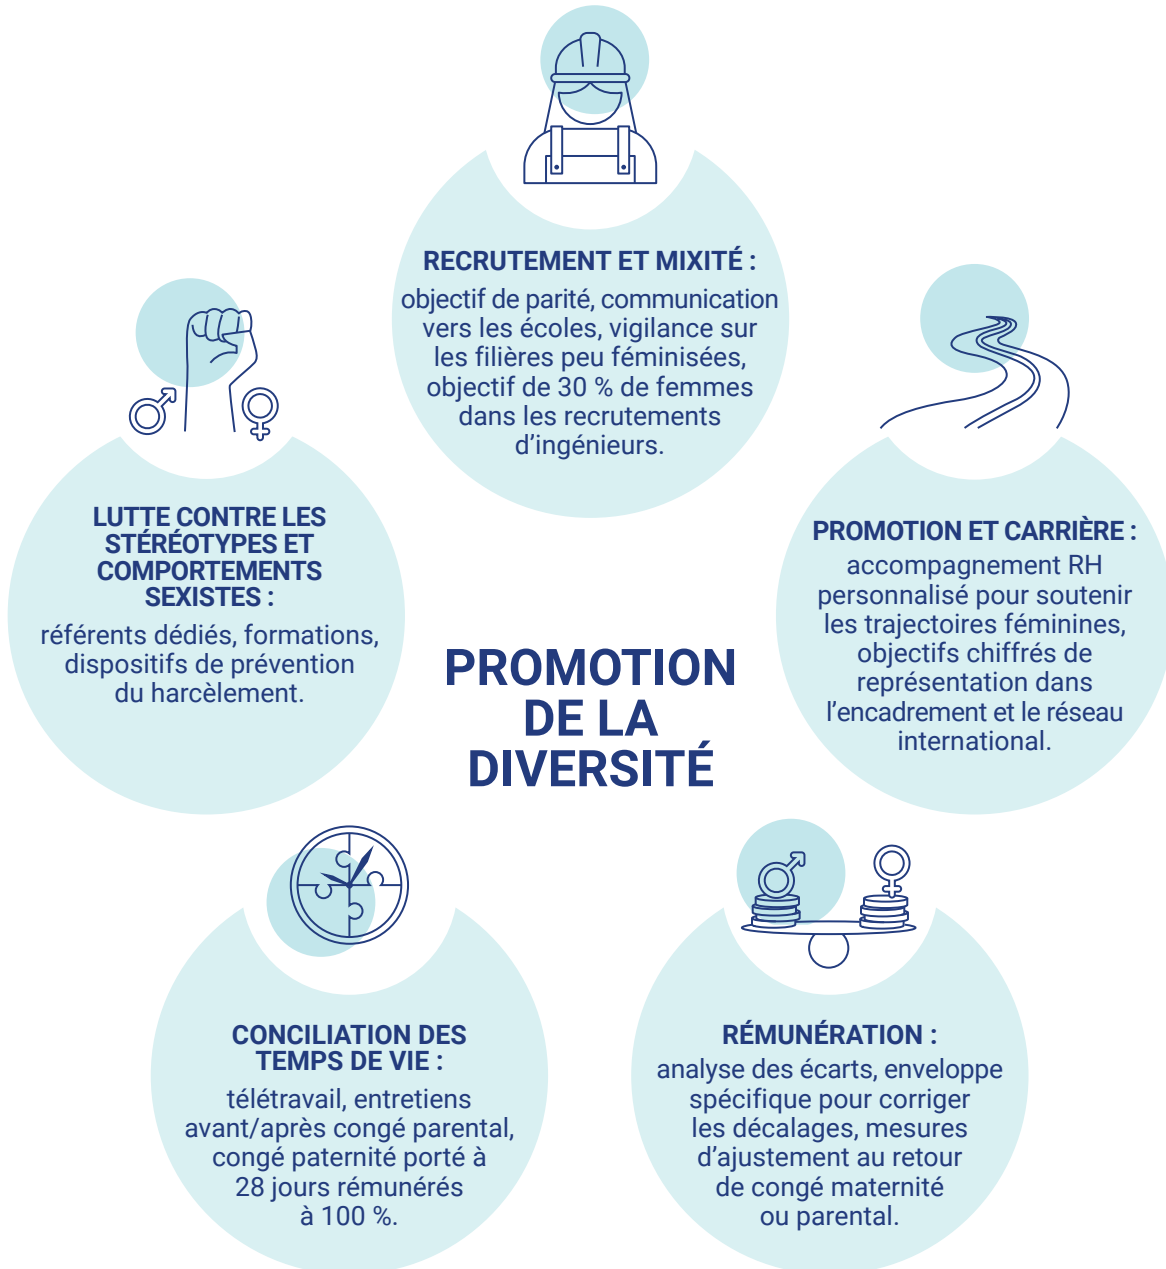 RECRUTEMENT ET MIXITÉ :
objectif de parité, communication
vers les écoles, vigilance sur
les filières peu féminisées,
objectif de 30 % de femmes
dans les recrutements
d’ingénieurs.
LUTTE CONTRE LES
STÉRÉOTYPES ET
COMPORTEMENTS
SEXISTES :
référents dédiés, formations,
dispositifs de prévention
du harcèlement.
PROMOTION ET CARRIÈRE :
accompagnement RH
personnalisé pour soutenir
les trajectoires féminines,
objectifs chiffrés de
représentation dans
l’encadrement et le réseau
international.
PROMOTION
DE LA
DIVERSITÉ
CONCILIATION DES
TEMPS DE VIE :
télétravail, entretiens
avant/après congé parental,
congé paternité porté à
28 jours rémunérés
à 100 %.
RÉMUNÉRATION :
analyse des écarts, enveloppe
spécifique pour corriger
les décalages, mesures
d’ajustement au retour
de congé maternité
ou parental.